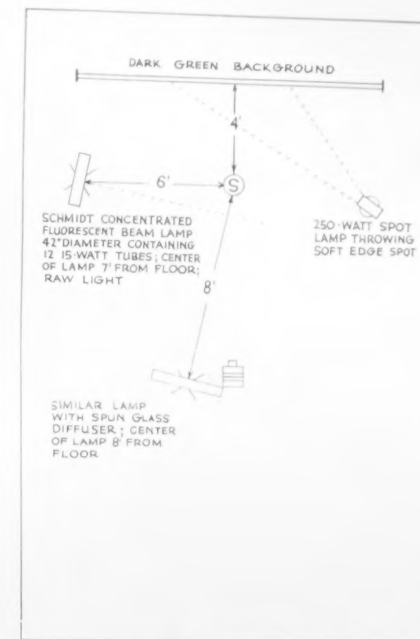 DARK GREEN BACKGROUND
4'
6'
S
SCHMIDT CONCENTRATED
FLUORESCENT BEAM LAMP
42" DIAMETER CONTAINING
12 15-WATT TUBES; CENTER
OF LAMP 7' FROM FLOOR;
RAW LIGHT
250-WATT SPOT
LAMP THROWING
SOFT EDGE SPOT
8'
SIMILAR LAMP
WITH SPUN GLASS
DIFFUSER; CENTER
OF LAMP 8' FROM
FLOOR